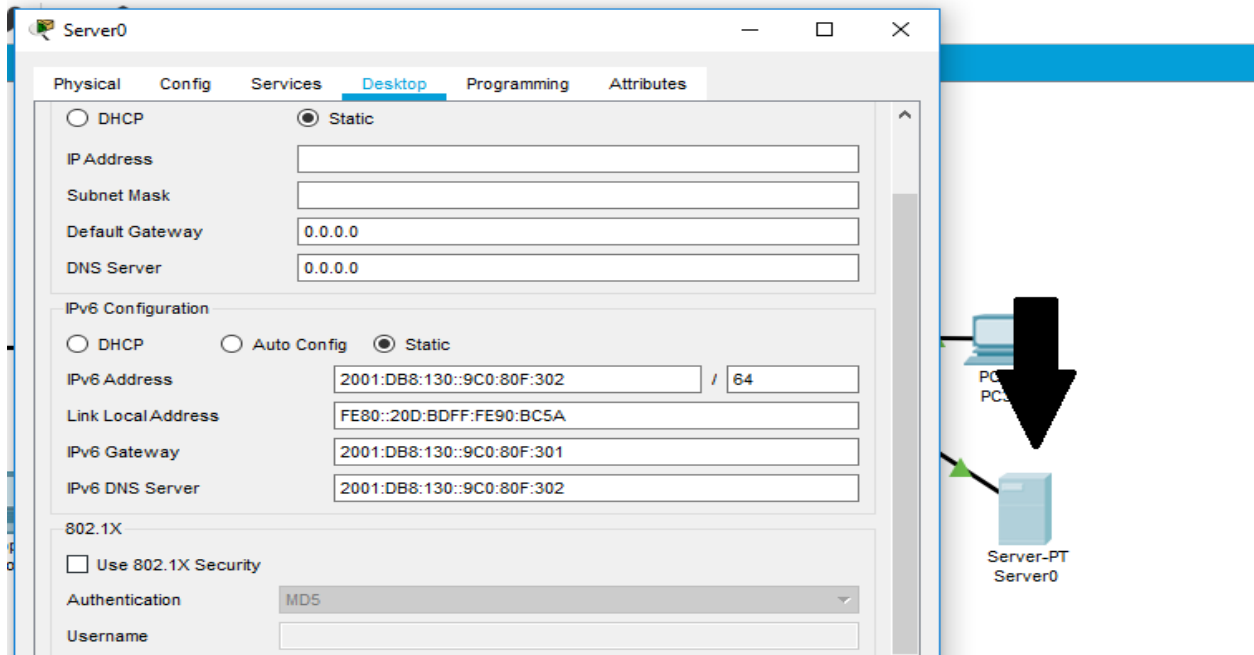 Server0
Physical Config Services Desktop Programming Attributes
DHCP Static
IP Address
Subnet Mask
Default Gateway 0.0.0.0
DNS Server 0.0.0.0
IPv6 Configuration
DHCP Auto Config Static
IPv6 Address 2001:DB8:130::9C0:80F:302 / 64
Link Local Address FE80::20D:BDFF:FE90:BC5A
IPv6 Gateway 2001:DB8:130::9C0:80F:301
IPv6 DNS Server 2001:DB8:130::9C0:80F:302
802.1X
Use 802.1X Security
Authentication MD5
Username
Server-PT
Server0